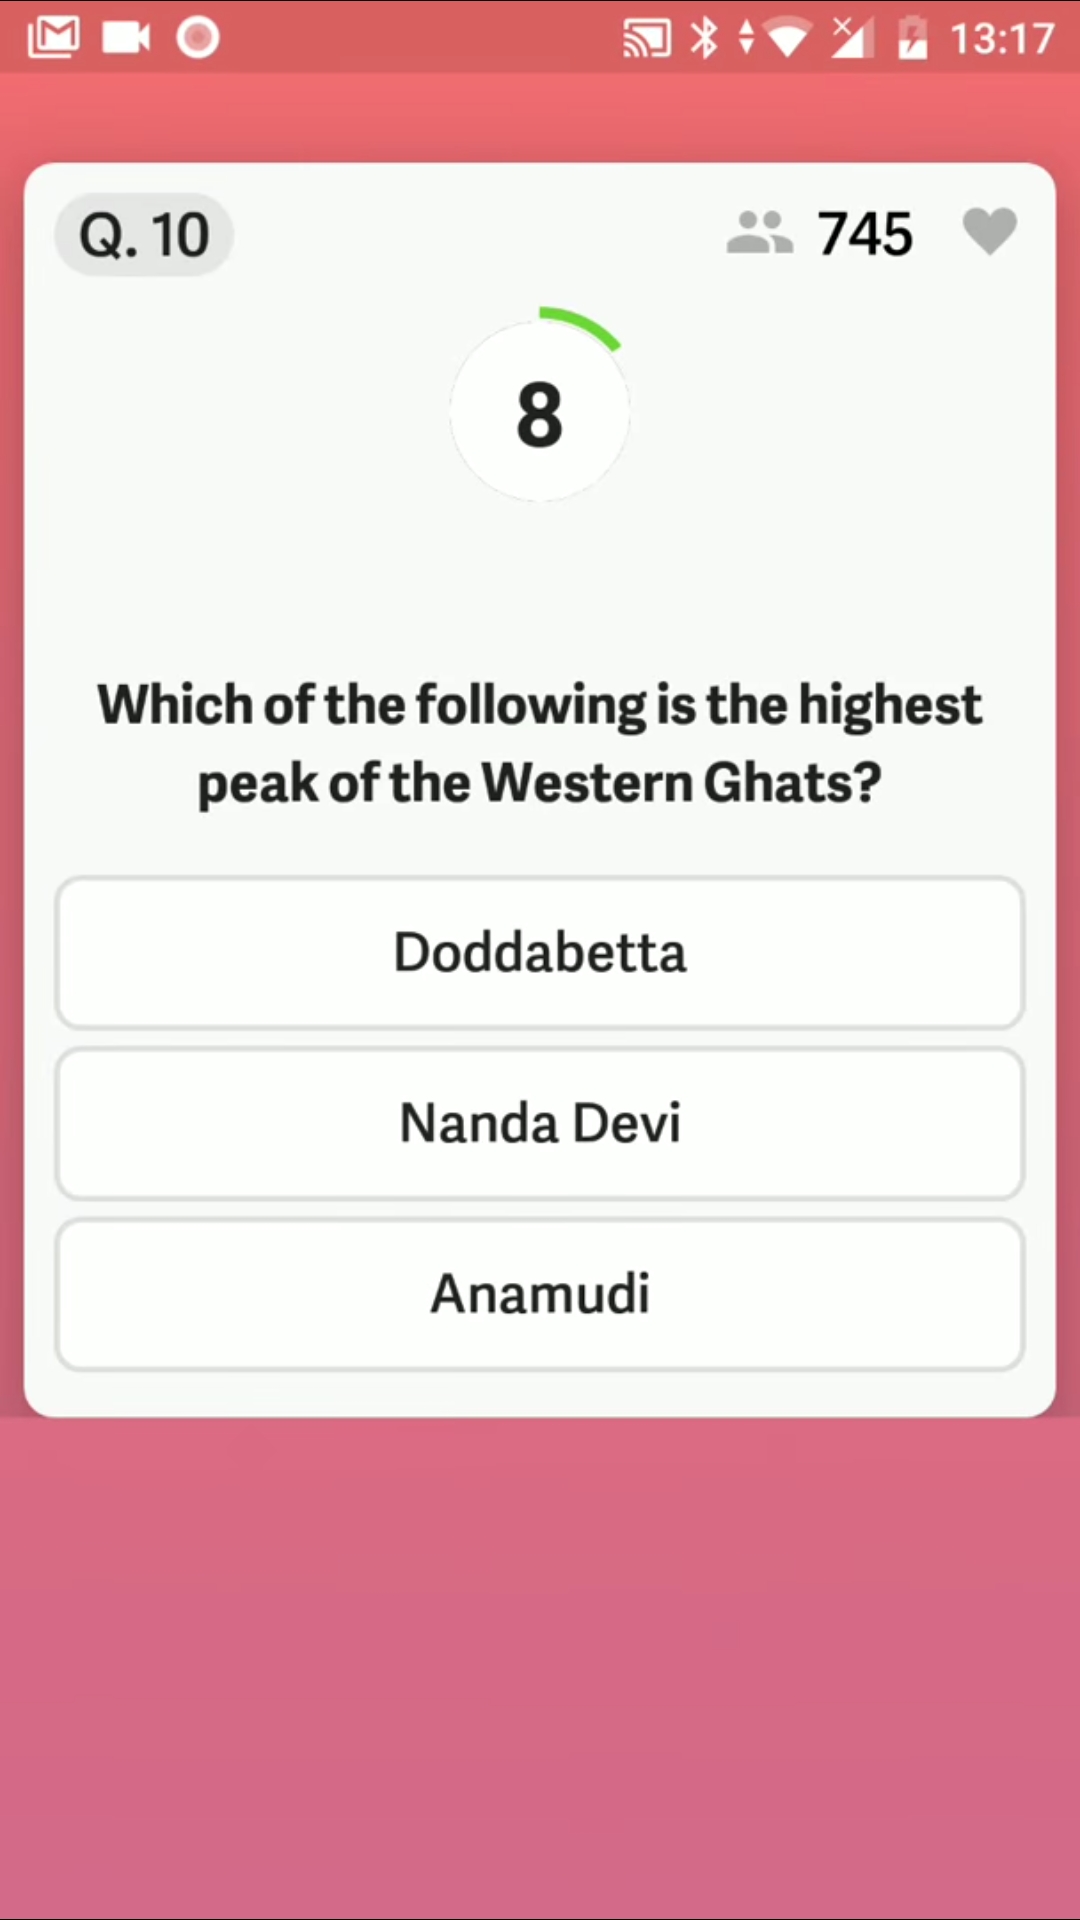 13:17
Q. 10
745
8
Which of the following is the highest
peak of the Western Ghats?
Doddabetta
Nanda Devi
Anamudi